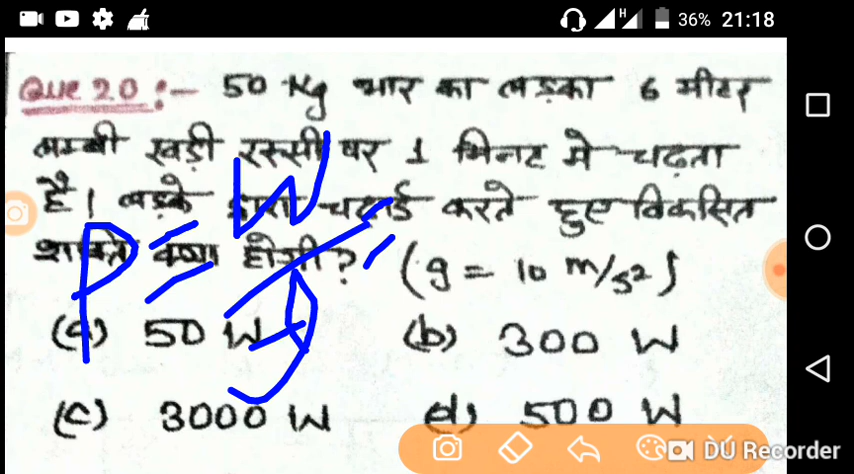 36% 21:18
Que 20:- 50 Kg भार का लड़का 6 मीटर
लम्बी खड़ी रस्सी पर 1 मिनट मे चढ़ता
है। लड़के द्वारा चढाई करते हुए विकसित
शक्ति क्या होगी? (g = 10 m/s²)
P = W
(a) 50 W (b) 300 W
(c) 3000 W (d) 500 W
DÚ Recorder